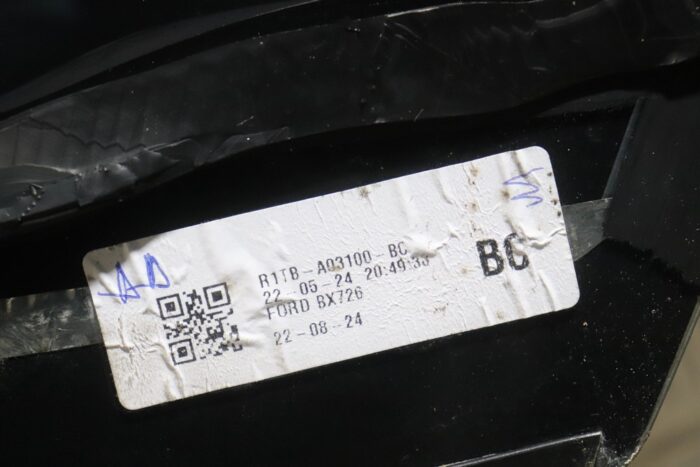 R1TB-A03100-BC
22-05-24 20:49:33
FORD BX726
22-08-24
BC